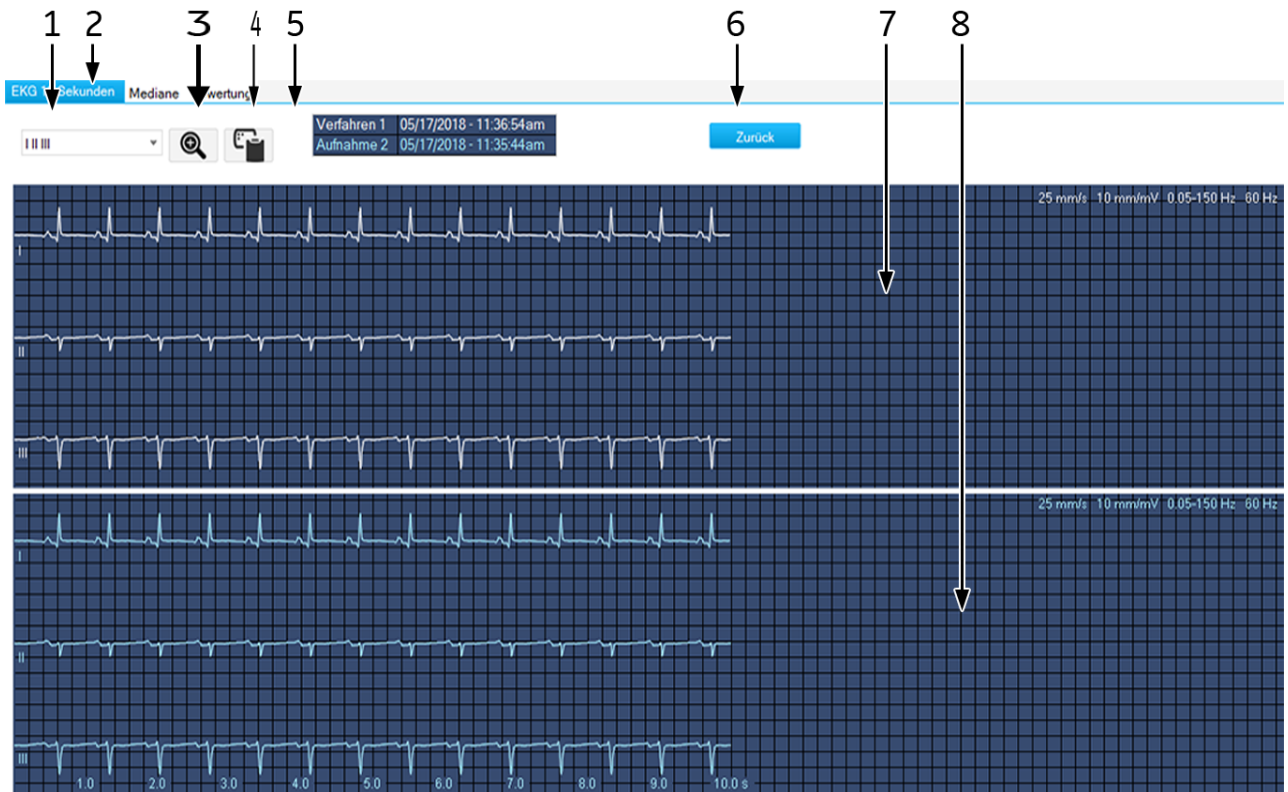 1 2 3 4 5 6 7 8
EKG 1 Sekunden Mediane wertung
I II III
Verfahren 1 05/17/2018 - 11:36:54am
Aufnahme 2 05/17/2018 - 11:35:44am
Zurück
25 mm/s 10 mm/mV 0.05-150 Hz 60 Hz
I
II
III
25 mm/s 10 mm/mV 0.05-150 Hz 60 Hz
I
II
III
1.0 2.0 3.0 4.0 5.0 6.0 7.0 8.0 9.0 10.0 s